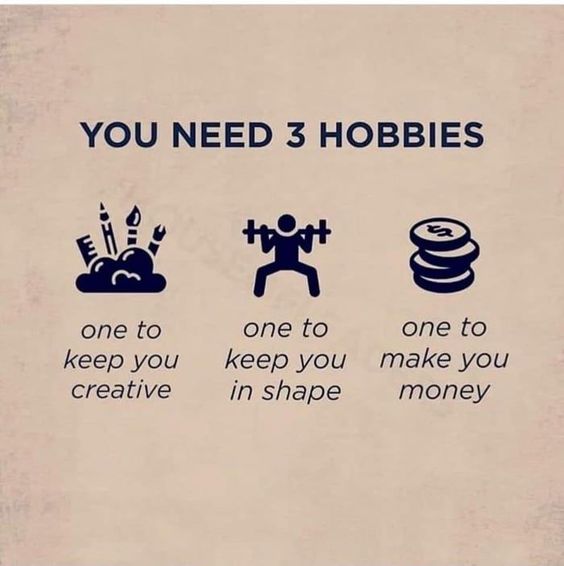 YOU NEED 3 HOBBIES
one to
keep you
creative
one to
keep you
in shape
one to
make you
money